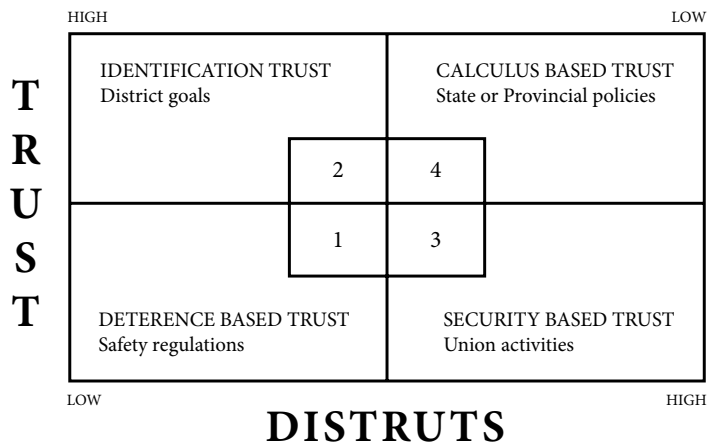 HIGH
LOW
TRUST
IDENTIFICATION TRUST
District goals
CALCULUS BASED TRUST
State or Provincial policies
2
4
1
3
DETERENCE BASED TRUST
Safety regulations
SECURITY BASED TRUST
Union activities
LOW
HIGH
DISTRUTS